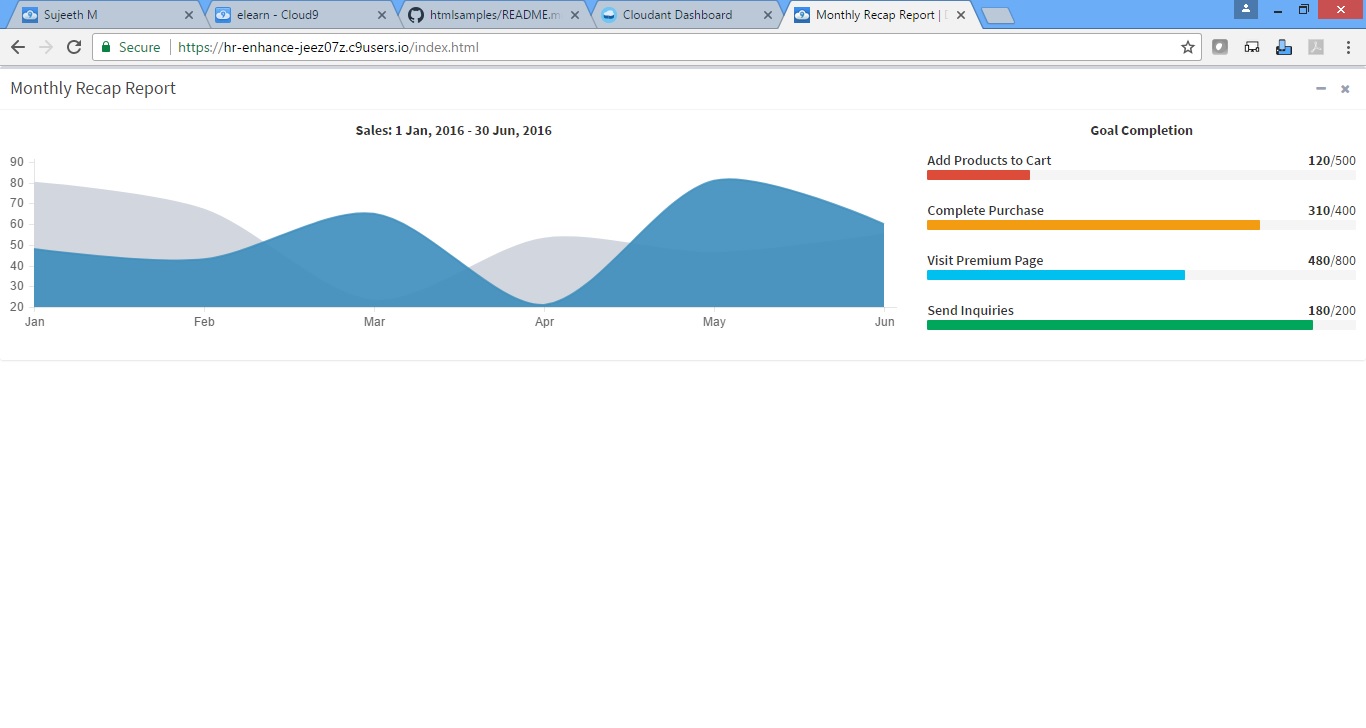 Sujeeth M
elearn - Cloud9
htmlsamples/README.m
Cloudant Dashboard
Monthly Recap Report |
Secure
https://hr-enhance-jeez07z.c9users.io/index.html
Monthly Recap Report
Sales: 1 Jan, 2016 - 30 Jun, 2016
90
80
70
60
50
40
30
20
Jan Feb Mar Apr May Jun
Goal Completion
Add Products to Cart 120/500
Complete Purchase 310/400
Visit Premium Page 480/800
Send Inquiries 180/200